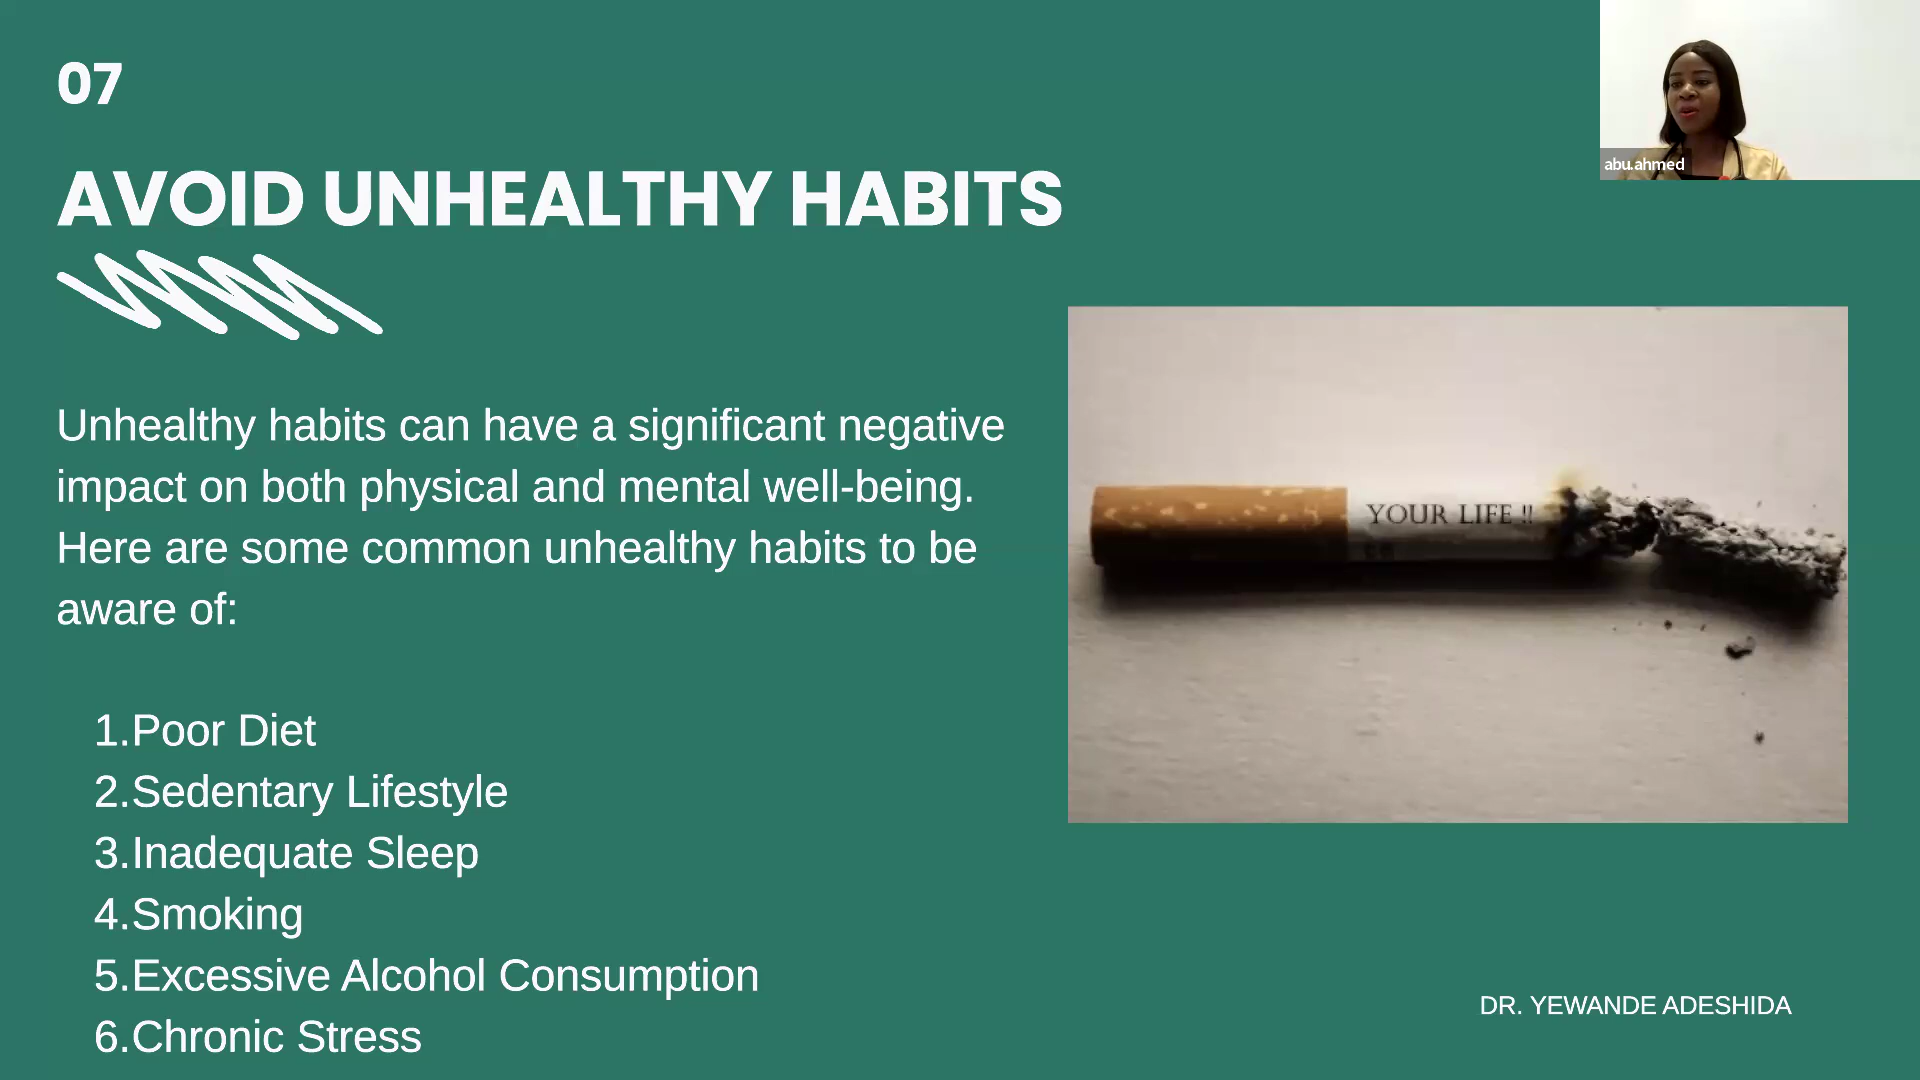 07
abu.ahmed
AVOID UNHEALTHY HABITS
Unhealthy habits can have a significant negative
impact on both physical and mental well-being.
Here are some common unhealthy habits to be
aware of:
YOUR LIFE !!
1.Poor Diet
2.Sedentary Lifestyle
3.Inadequate Sleep
4.Smoking
5.Excessive Alcohol Consumption
6.Chronic Stress
DR. YEWANDE ADESHIDA